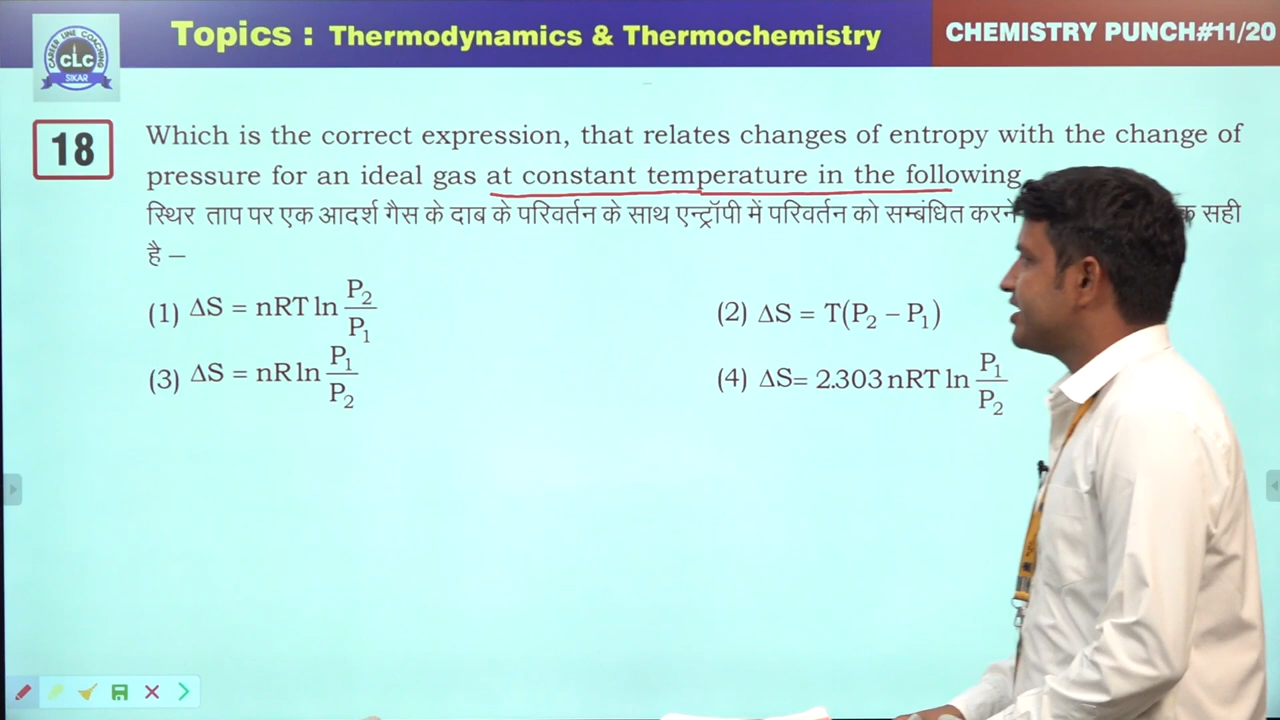 Topics : Thermodynamics & Thermochemistry
CHEMISTRY PUNCH#11/20
CAREER LINE COACHING
CLC
SIKAR
18
Which is the correct expression, that relates changes of entropy with the change of
pressure for an ideal gas at constant temperature in the following
स्थिर ताप पर एक आदर्श गैस के दाब के परिवर्तन के साथ एन्ट्रॉपी में परिवर्तन को सम्बंधित करने सही
है –
(1) ΔS = nRT ln P₂/P₁
(2) ΔS = T(P₂ – P₁)
(3) ΔS = nR ln P₁/P₂
(4) ΔS= 2.303 nRT ln P₁/P₂